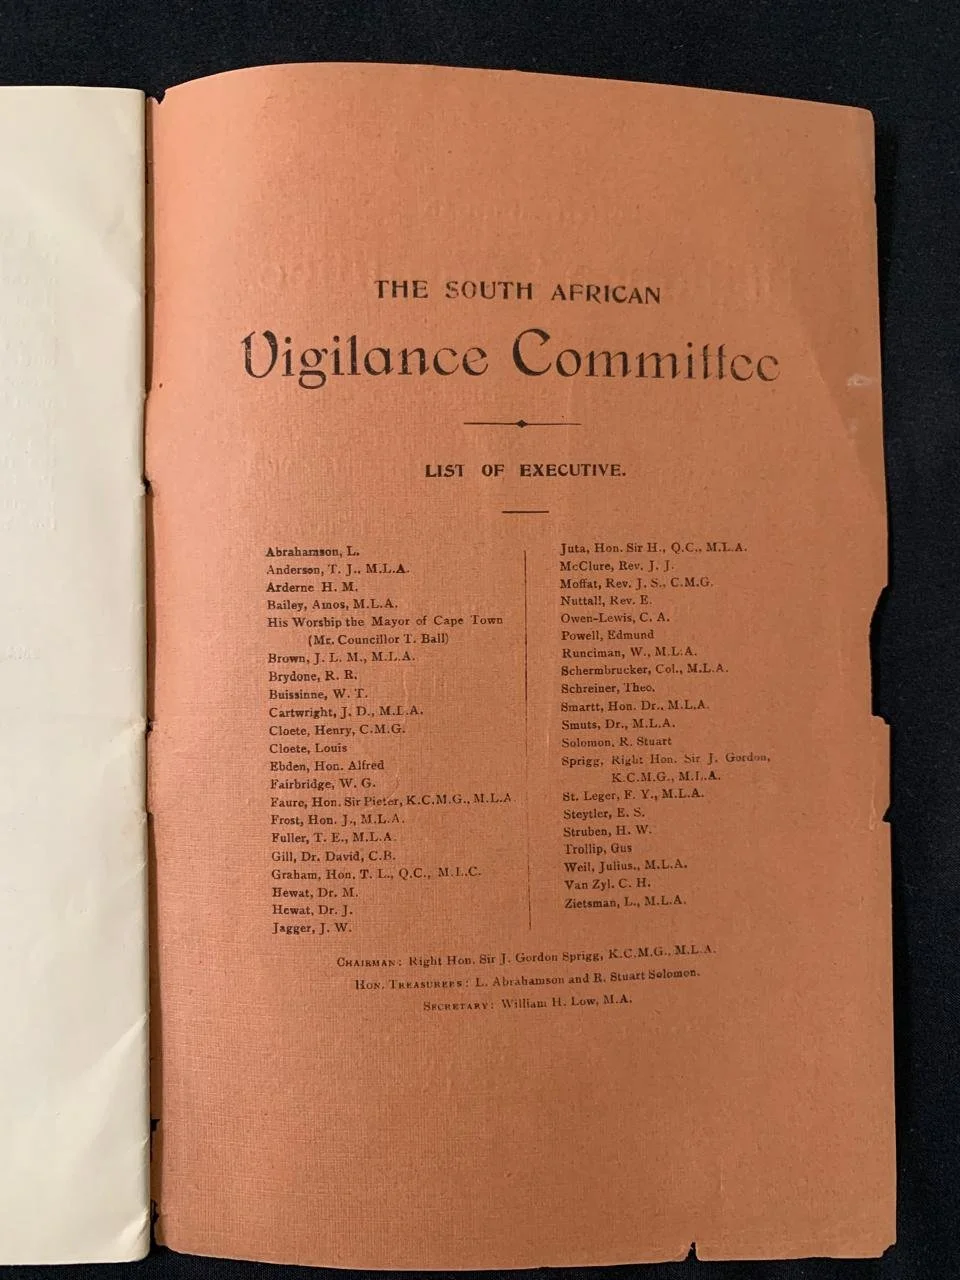 THE SOUTH AFRICAN
Vigilance Committee
LIST OF EXECUTIVE.
Abrahamson, L.
Anderson, T. J., M.L.A.
Arderne H. M.
Bailey, Amos, M.L.A.
His Worship the Mayor of Cape Town
(Mr. Councillor T. Ball)
Brown, J. L. M., M.L.A.
Brydone, R. R.
Buissinne, W. T.
Cartwright, J. D., M.L.A.
Cloete, Henry, C.M.G.
Cloete, Louis
Ebden, Hon. Alfred
Fairbridge, W. G.
Faure, Hon. Sir Pieter, K.C.M.G., M.L.A
Frost, Hon. J., M.L.A.
Fuller, T. E., M.L.A.
Gill, Dr. David, C.B.
Graham, Hon. T. L., Q.C., M.L.C.
Hewat, Dr. M.
Hewat, Dr. J.
Jagger, J. W.
Juta, Hon. Sir H., Q.C., M.L.A.
McClure, Rev. J. J.
Moffat, Rev. J. S., C.M.G.
Nuttall, Rev. E.
Owen-Lewis, C. A.
Powell, Edmund
Runciman, W., M.L.A.
Schermbrucker, Col., M.L.A.
Schreiner, Theo.
Smartt, Hon. Dr., M.L.A.
Smuts, Dr., M.L.A.
Solomon, R. Stuart
Sprigg, Right Hon. Sir J. Gordon,
K.C.M.G., M.L.A.
St. Leger, F. Y., M.L.A.
Steytler, E. S.
Struben, H. W.
Trollip, Gus
Weil, Julius., M.L.A.
Van Zyl. C. H.
Zietsman, L., M.L.A.
CHAIRMAN: Right Hon. Sir J. Gordon Sprigg, K.C.M.G., M.L.A.
HON. TREASURERS: L. Abrahamson and R. Stuart Solomon.
SECRETARY: William H. Low, M.A.